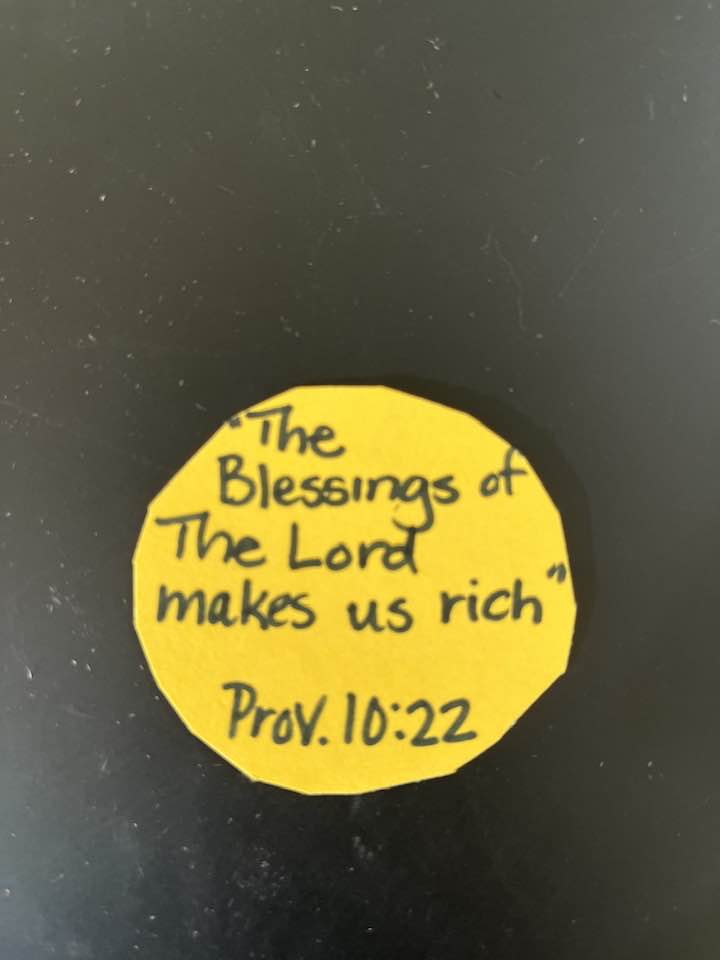 "The
Blessings of
The Lord
makes us rich"
Prov. 10:22